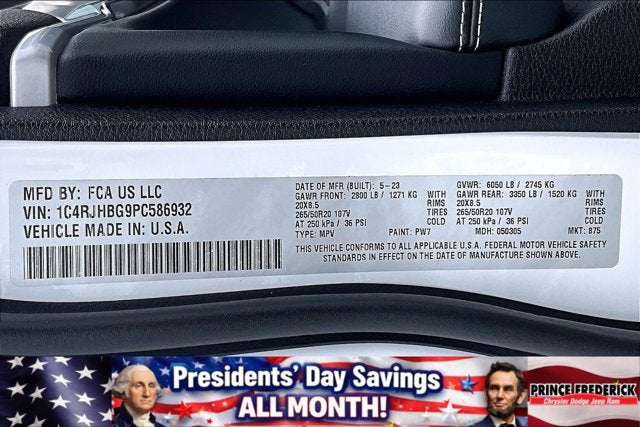 MFD BY: FCA US LLC
VIN: 1C4RJHBG9PC586932
VEHICLE MADE IN U.S.A.
DATE OF MFR (BUILT): 5-23 GVWR: 6050 LB / 2745 KG
GAWR FRONT: 2800 LB / 1271 KG WITH GAWR REAR: 3350 LB / 1520 KG WITH
20X8.5 RIMS 20X8.5 RIMS
265/50R20 107V TIRES 265/50R20 107V TIRES
AT 250 kPa / 36 PSI COLD AT 250 kPa / 36 PSI COLD
TYPE: MPV PAINT: PW7 MDH: 050305 MKT: 875
THIS VEHICLE CONFORMS TO ALL APPLICABLE U.S.A. FEDERAL MOTOR VEHICLE SAFETY
STANDARDS IN EFFECT ON THE DATE OF MANUFACTURE SHOWN ABOVE
Presidents' Day Savings
ALL MONTH!
PRINCE FREDERICK
Chrysler Dodge Jeep Ram